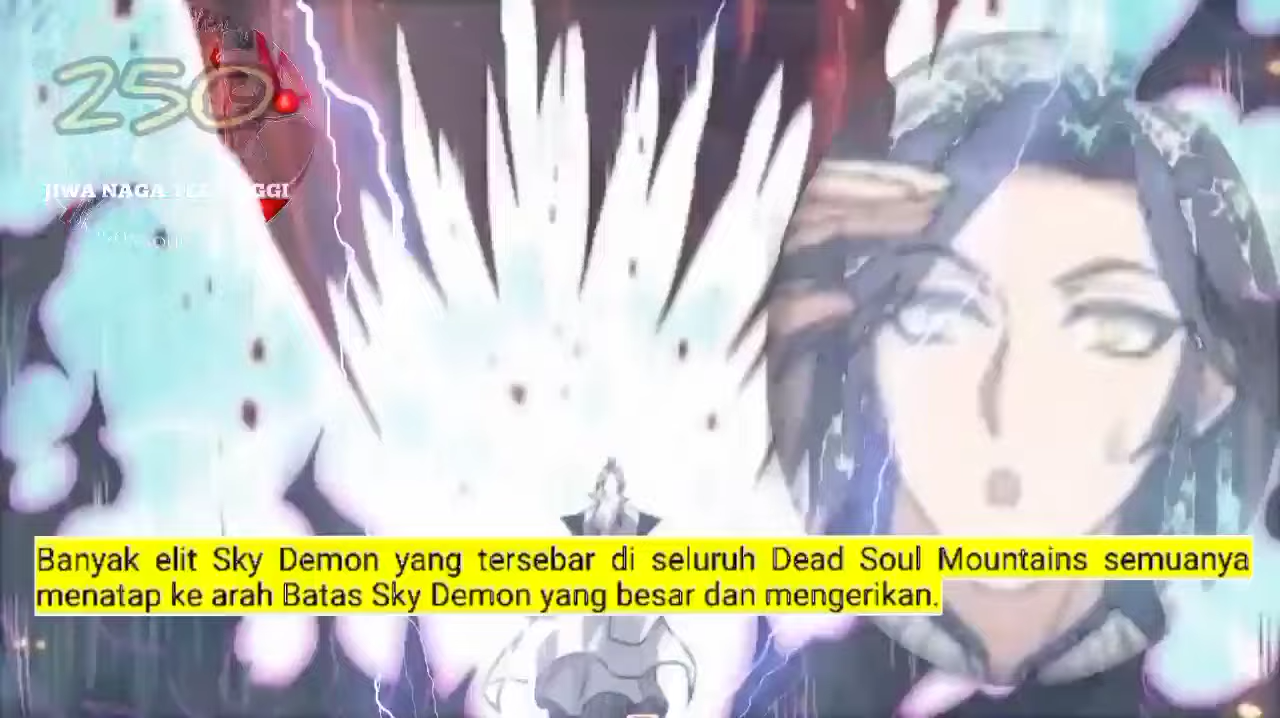 250
JIWA NAGA
Banyak elit Sky Demon yang tersebar di seluruh Dead Soul Mountains semuanya
menatap ke arah Batas Sky Demon yang besar dan mengerikan.